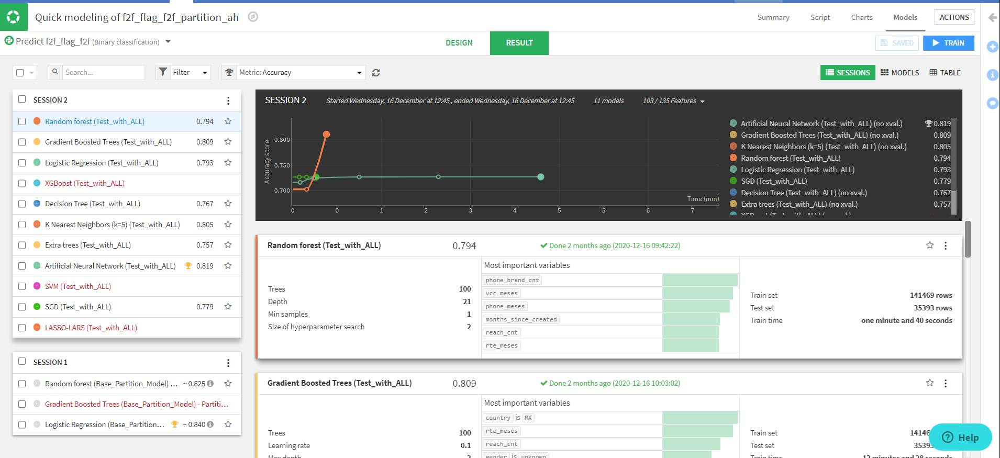 Quick modeling of f2f_flag_f2f_partition_ah
Summary Script Charts Models ACTIONS
Predict f2f_flag_f2f (Binary classification)
DESIGN RESULT
SAVED TRAIN
Search... Filter Metric: Accuracy
SESSIONS MODELS TABLE
SESSION 2
Random forest (Test_with_ALL) 0.794
Gradient Boosted Trees (Test_with_ALL) 0.809
Logistic Regression (Test_with_ALL) 0.793
XGBoost (Test_with_ALL)
Decision Tree (Test_with_ALL) 0.767
K Nearest Neighbors (k=5) (Test_with_ALL) 0.805
Extra trees (Test_with_ALL) 0.757
Artificial Neural Network (Test_with_ALL) 0.819
SVM (Test_with_ALL)
SGD (Test_with_ALL) 0.779
LASSO-LARS (Test_with_ALL)
SESSION 1
Random forest (Base_Partition_Model) ... ~ 0.825
Gradient Boosted Trees (Base_Partition_Model) - Partiti...
Logistic Regression (Base_Partition... ~ 0.840
SESSION 2 Started Wednesday, 16 December at 12:45 , ended Wednesday, 16 December at 12:45 11 models 103 / 135 Features
Accuracy score
0.800
0.750
0.700
Time (min)
0 0 1 2 3 4 5 5 6 7
Artificial Neural Network (Test_with_ALL) (no xval.) 0.819
Gradient Boosted Trees (Test_with_ALL) (no xval.) 0.809
K Nearest Neighbors (k=5) (Test_with_ALL) (no xval.) 0.805
Random forest (Test_with_ALL) 0.794
Logistic Regression (Test_with_ALL) 0.793
SGD (Test_with_ALL) 0.779
Decision Tree (Test_with_ALL) (no xval.) 0.767
Extra trees (Test_with_ALL) (no xval.) 0.757
Random forest (Test_with_ALL) 0.794 Done 2 months ago (2020-12-16 09:42:22)
Trees 100
Depth 21
Min samples 1
Size of hyperparameter search 2
Most important variables
phone_brand_cnt
vcc_meses
phone_meses
months_since_created
reach_cnt
rte_meses
Train set 141469 rows
Test set 35393 rows
Train time one minute and 40 seconds
Gradient Boosted Trees (Test_with_ALL) 0.809 Done 2 months ago (2020-12-16 10:03:02)
Trees 100
Learning rate 0.1
Max depth
Most important variables
country is MX
rte_meses
reach_cnt
gender is unknown
Train set 1414
Test set 3539
Train time
Help